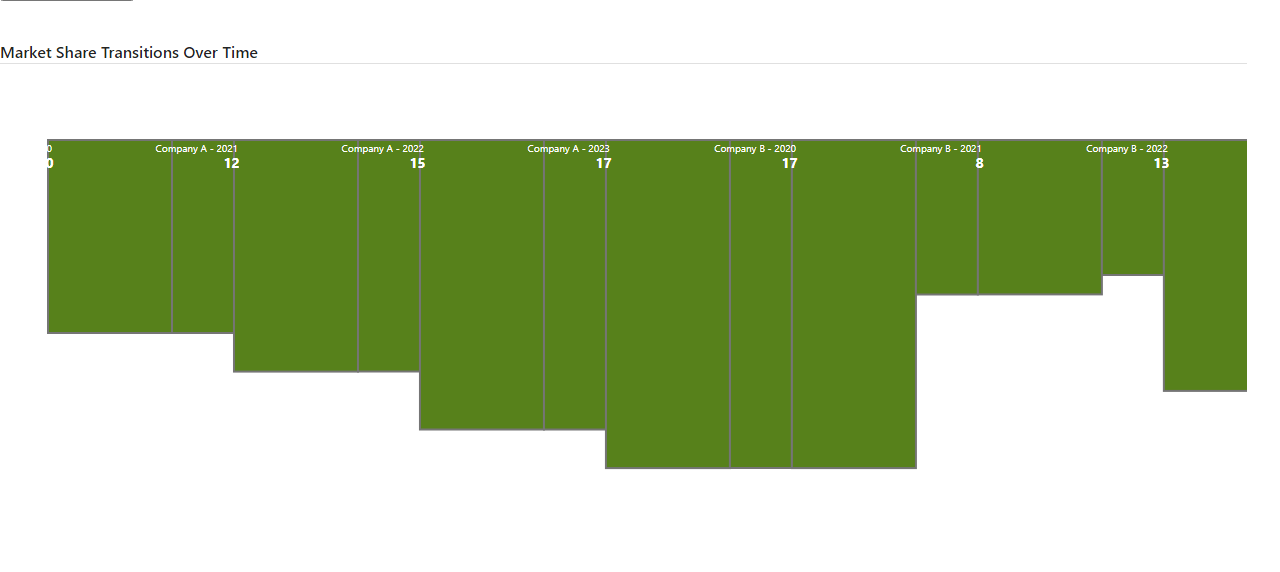 Market Share Transitions Over Time
0 Company A - 2021 Company A - 2022 Company A - 2023 Company B - 2020 Company B - 2021 Company B - 2022
0 12 15 17 17 8 13